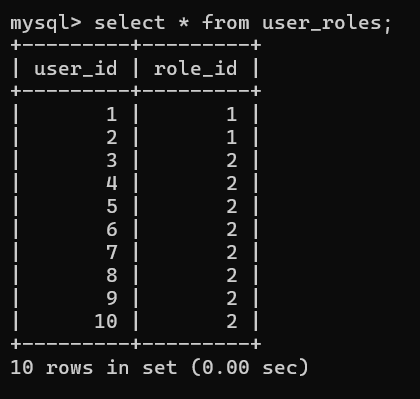 mysql> select * from user_roles;
+---------+---------+
| user_id | role_id |
+---------+---------+
|       1 |       1 |
|       2 |       1 |
|       3 |       2 |
|       4 |       2 |
|       5 |       2 |
|       6 |       2 |
|       7 |       2 |
|       8 |       2 |
|       9 |       2 |
|      10 |       2 |
+---------+---------+
10 rows in set (0.00 sec)